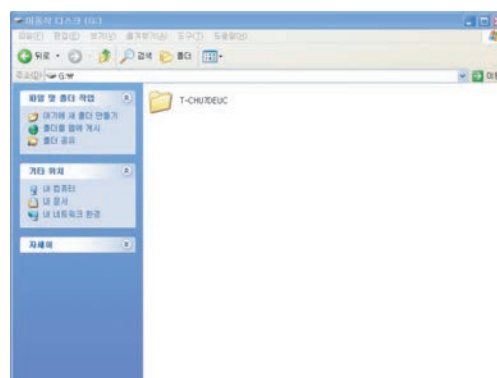 이동식 디스크 (G:)
파일(F) 편집(E) 보기(V) 즐겨찾기(A) 도구(T) 도움말(H)
뒤로 검색 폴더
주소(D) G:₩
파일 및 폴더 작업
여기에 새 폴더 만들기
폴더를 웹에 게시
폴더 공유
T-CHU7DEUC
기타 위치
내 컴퓨터
내 문서
내 네트워크 환경
자세히